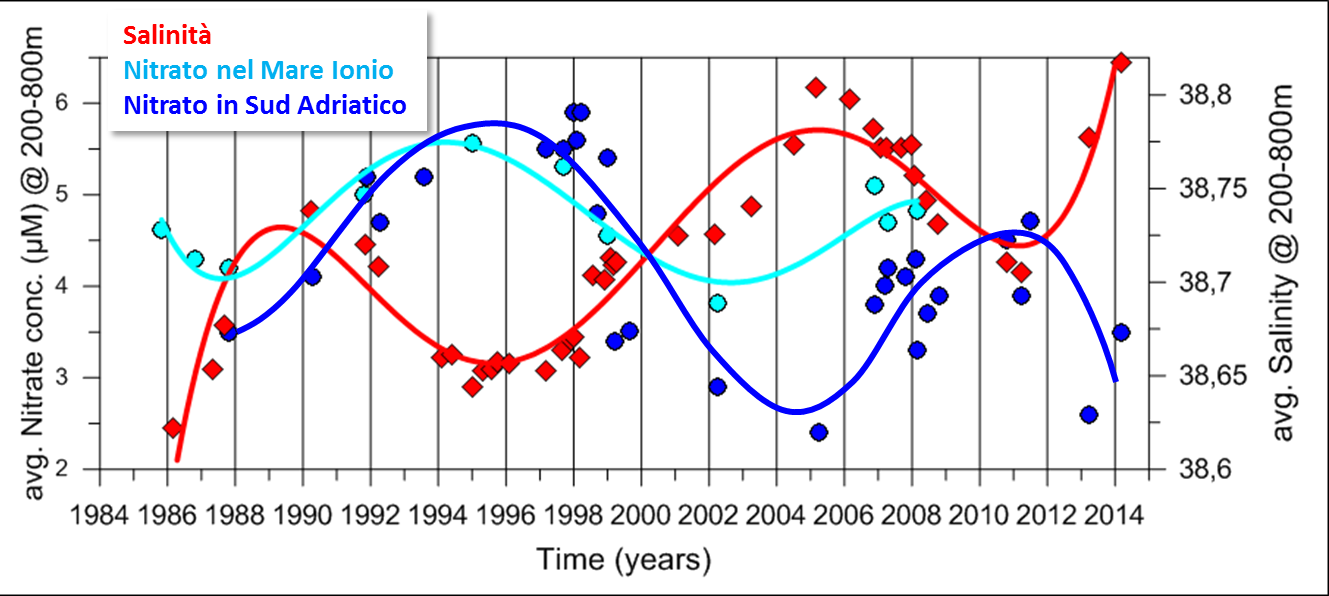 Salinità
Nitrato nel Mare Ionio
Nitrato in Sud Adriatico
avg. Nitrate conc. (µM) @ 200-800m
6
5
4
3
2
38,8
38,75
38,7
38,65
38,6
avg. Salinity @ 200-800m
1984 1986 1988 1990 1992 1994 1996 1998 2000 2002 2004 2006 2008 2010 2012 2014
Time (years)